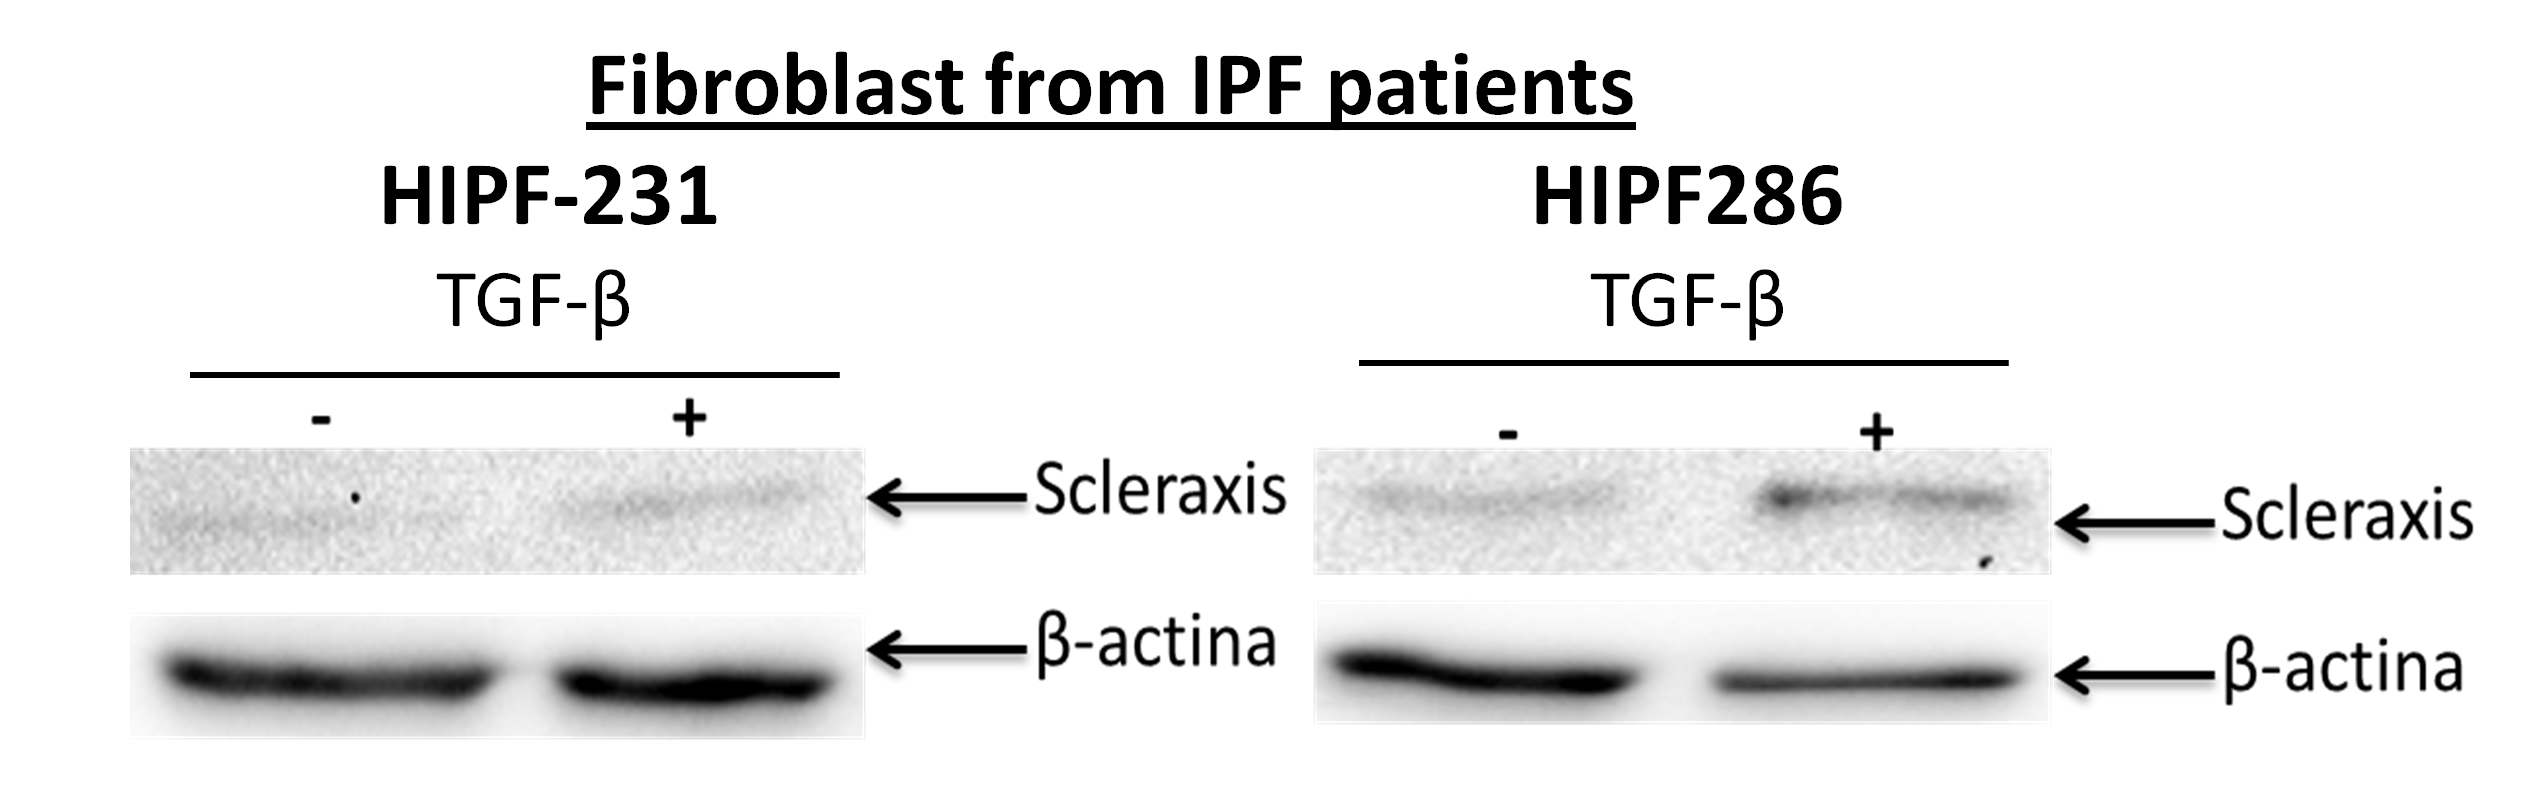 Fibroblast from IPF patients
HIPF-231
TGF-β
- +
Scleraxis
β-actina
HIPF286
TGF-β
- +
Scleraxis
β-actina